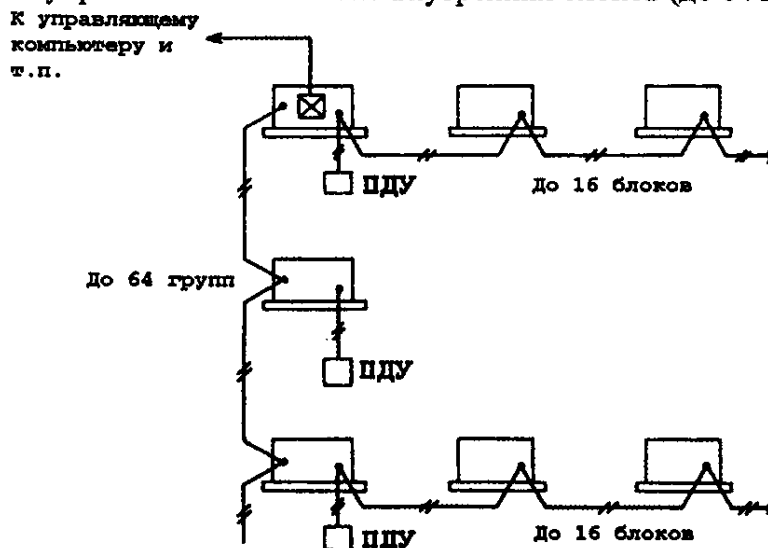 К управляющему
компьютеру и
т.п.
ПДУ
До 16 блоков
До 64 групп
ПДУ
ПДУ
До 16 блоков